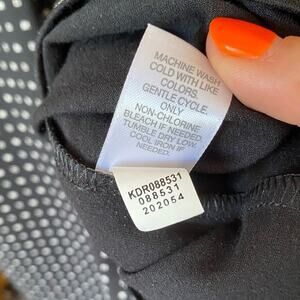 MACHINE WASH
COLD WITH LIKE
COLORS.
GENTLE CYCLE.
ONLY
NON-CHLORINE
BLEACH IF NEEDED.
TUMBLE DRY LOW.
COOL IRON IF
NEEDED.
KDR088531
088531
202054